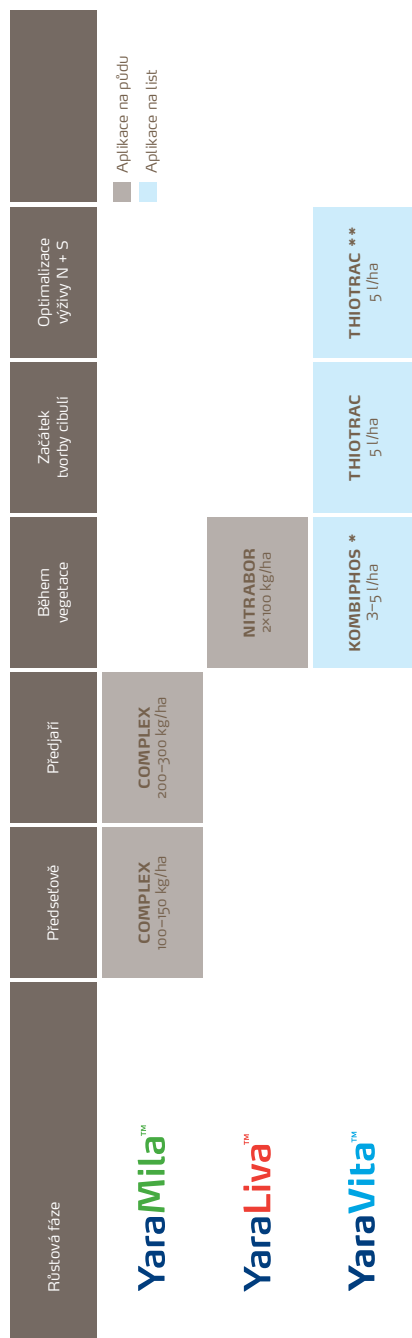 Růstová fáze
Předseťově
Předjaří
Během
vegetace
Začátek
tvorby cibulí
Optimalizace
výživy N + S
YaraMila™
COMPLEX
100–150 kg/ha
COMPLEX
200–300 kg/ha
YaraLiva™
NITRABOR
2×100 kg/ha
YaraVita™
KOMBIPHOS *
3–5 l/ha
THIOTRAC
5 l/ha
THIOTRAC **
5 l/ha
Aplikace na půdu
Aplikace na list